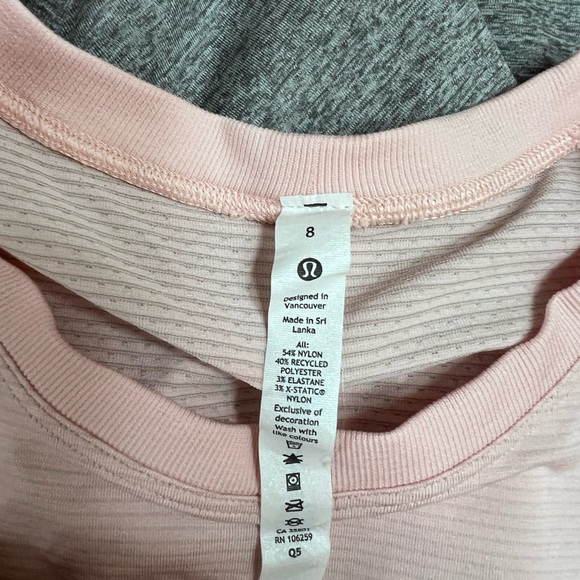 8
Designed in
Vancouver
Made in Sri
Lanka
All:
54% NYLON
40% RECYCLED
POLYESTER
3% ELASTANE
3% X-STATIC®
NYLON
Exclusive of
decoration
Wash with
like colours
CA 35801
RN 106259
Q5